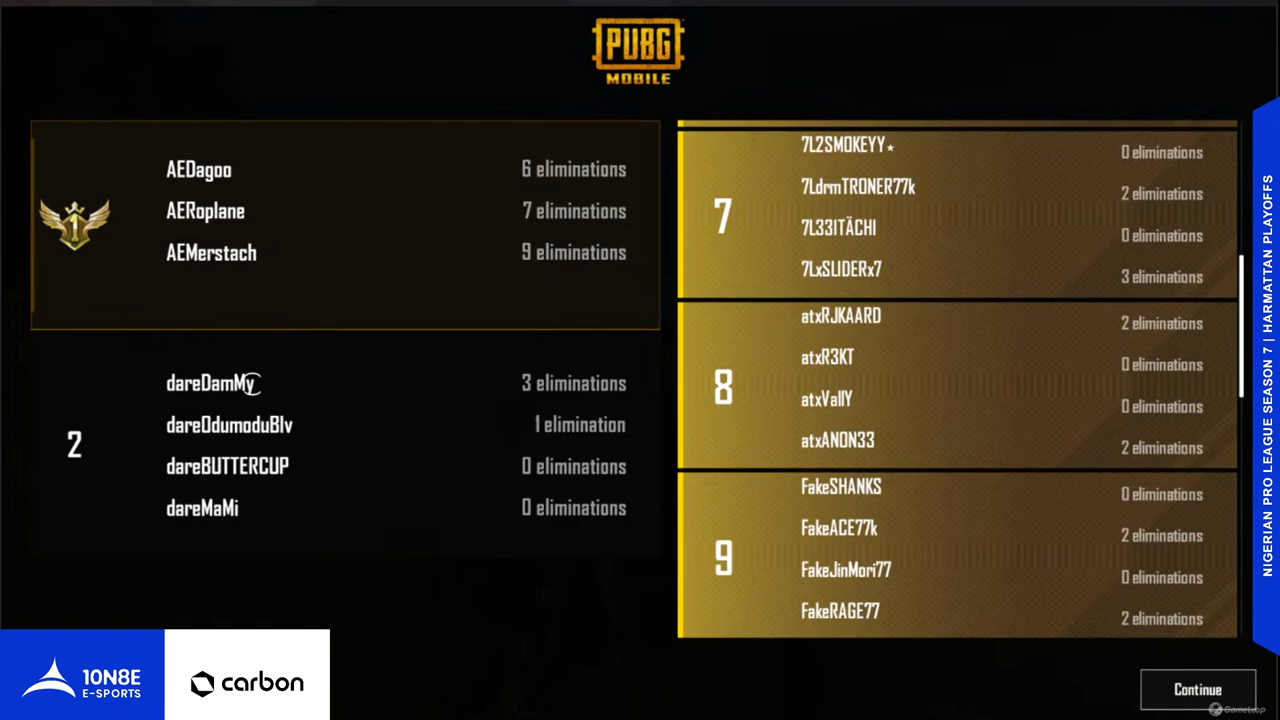 PUBG
MOBILE
1
AEDagoo 6 eliminations
AERoplane 7 eliminations
AEMerstach 9 eliminations
2
dareDamMy 3 eliminations
dareOdumoduBlv 1 elimination
dareBUTTERCUP 0 eliminations
dareMaMi 0 eliminations
7
7L2SMOKEYY★ 0 eliminations
7LdrmTRONER77k 2 eliminations
7L33ITÄCHI 0 eliminations
7LxSLIDERx7 3 eliminations
8
atxRJKAARD 2 eliminations
atxR3KT 0 eliminations
atxVallY 0 eliminations
atxANON33 2 eliminations
9
FakeSHANKS 0 eliminations
FakeACE77k 2 eliminations
FakeJinMori77 0 eliminations
FakeRAGE77 2 eliminations
NIGERIAN PRO LEAGUE SEASON 7 | HARMATTAN PLAYOFFS
10N8E
E-SPORTS
carbon
Continue
GameLoop